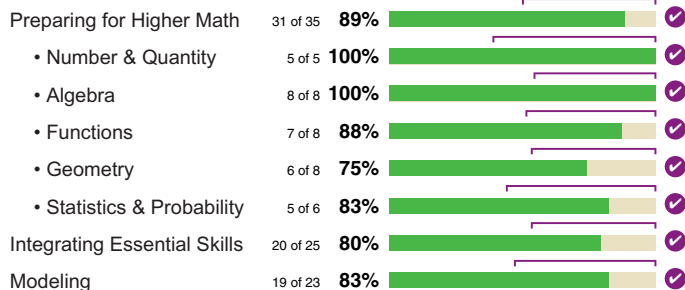 Preparing for Higher Math 31 of 35 89%
• Number & Quantity 5 of 5 100%
• Algebra 8 of 8 100%
• Functions 7 of 8 88%
• Geometry 6 of 8 75%
• Statistics & Probability 5 of 6 83%
Integrating Essential Skills 20 of 25 80%
Modeling 19 of 23 83%